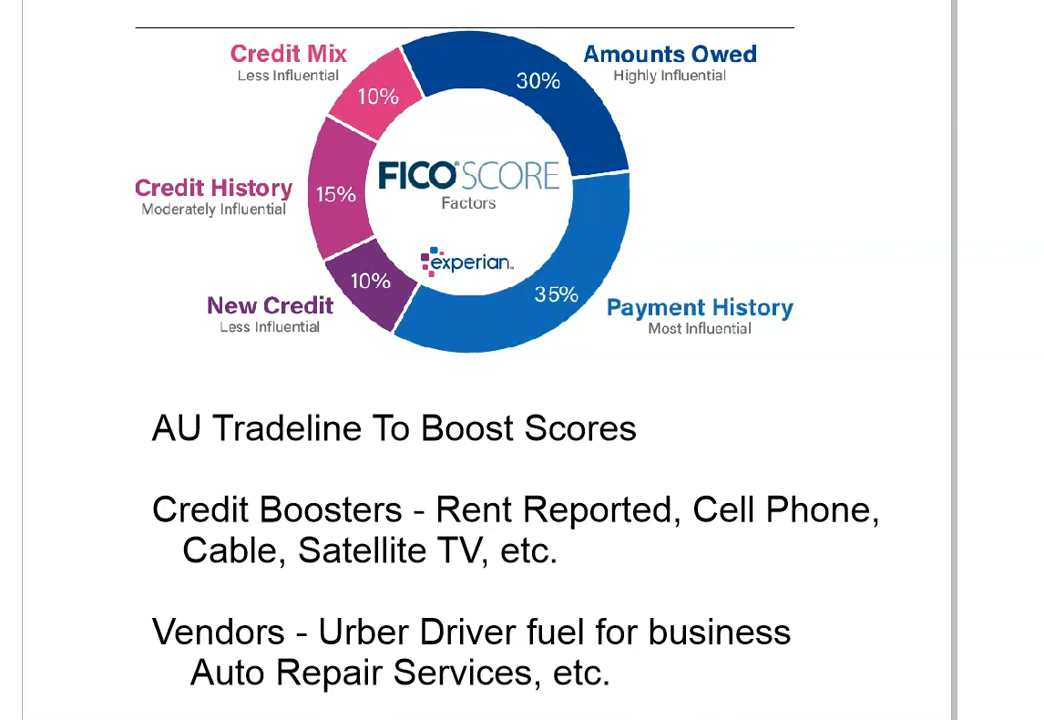 Credit Mix
Less Influential
10%
Amounts Owed
Highly Influential
30%
FICO® SCORE
Factors
Credit History
Moderately Influential
15%
experian™
New Credit
Less Influential
10%
35%
Payment History
Most Influential
AU Tradeline To Boost Scores
Credit Boosters - Rent Reported, Cell Phone,
Cable, Satellite TV, etc.
Vendors - Urber Driver fuel for business
Auto Repair Services, etc.